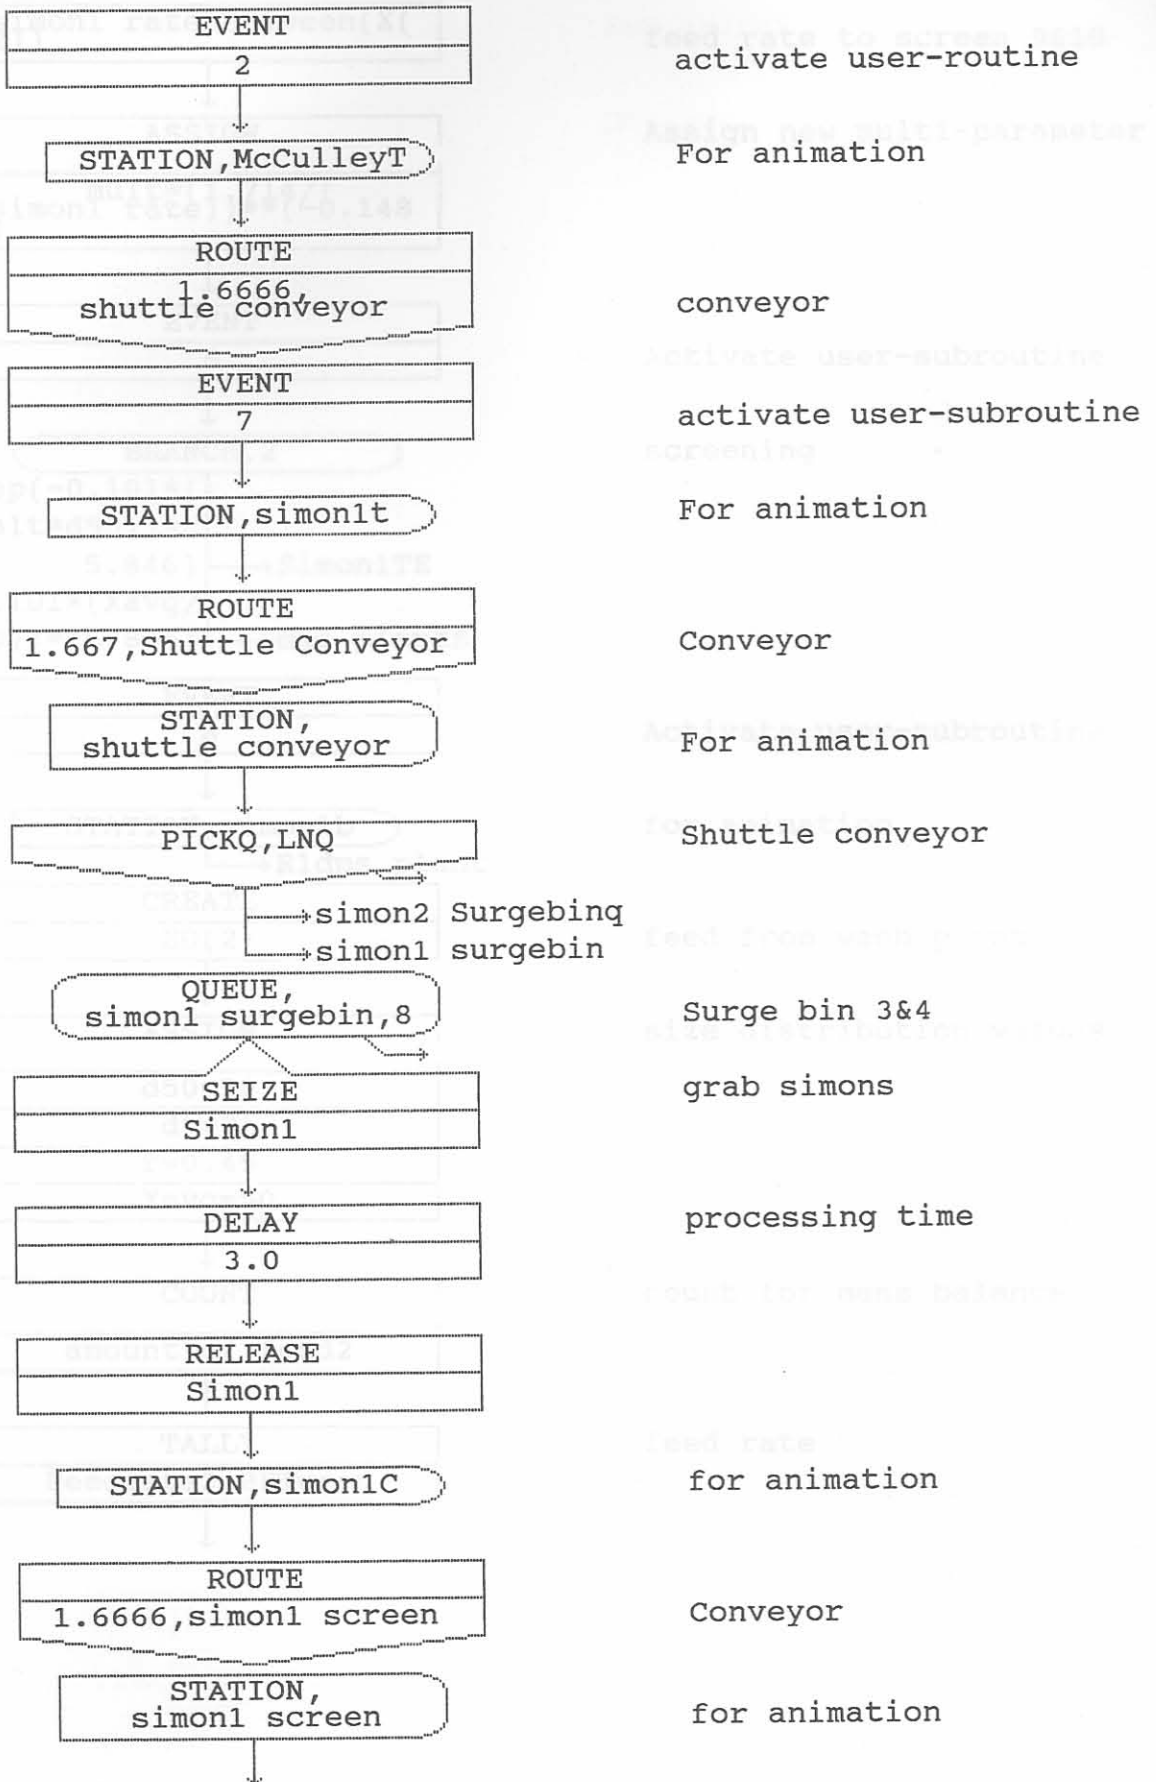 EVENT
2
activate user-routine
STATION,McCulleyT
For animation
ROUTE
1.6666,
shuttle conveyor
conveyor
EVENT
7
activate user-subroutine
STATION,simon1t
For animation
ROUTE
1.667,Shuttle Conveyor
Conveyor
STATION,
shuttle conveyor
For animation
PICKQ,LNQ
Shuttle conveyor
simon2 Surgebinq
simon1 surgebin
QUEUE,
simon1 surgebin,8
Surge bin 3&4
SEIZE
grab simons
Simon1
DELAY
processing time
3.0
RELEASE
Simon1
STATION,simon1C
for animation
ROUTE
1.6666,simon1 screen
Conveyor
STATION,
simon1 screen
for animation